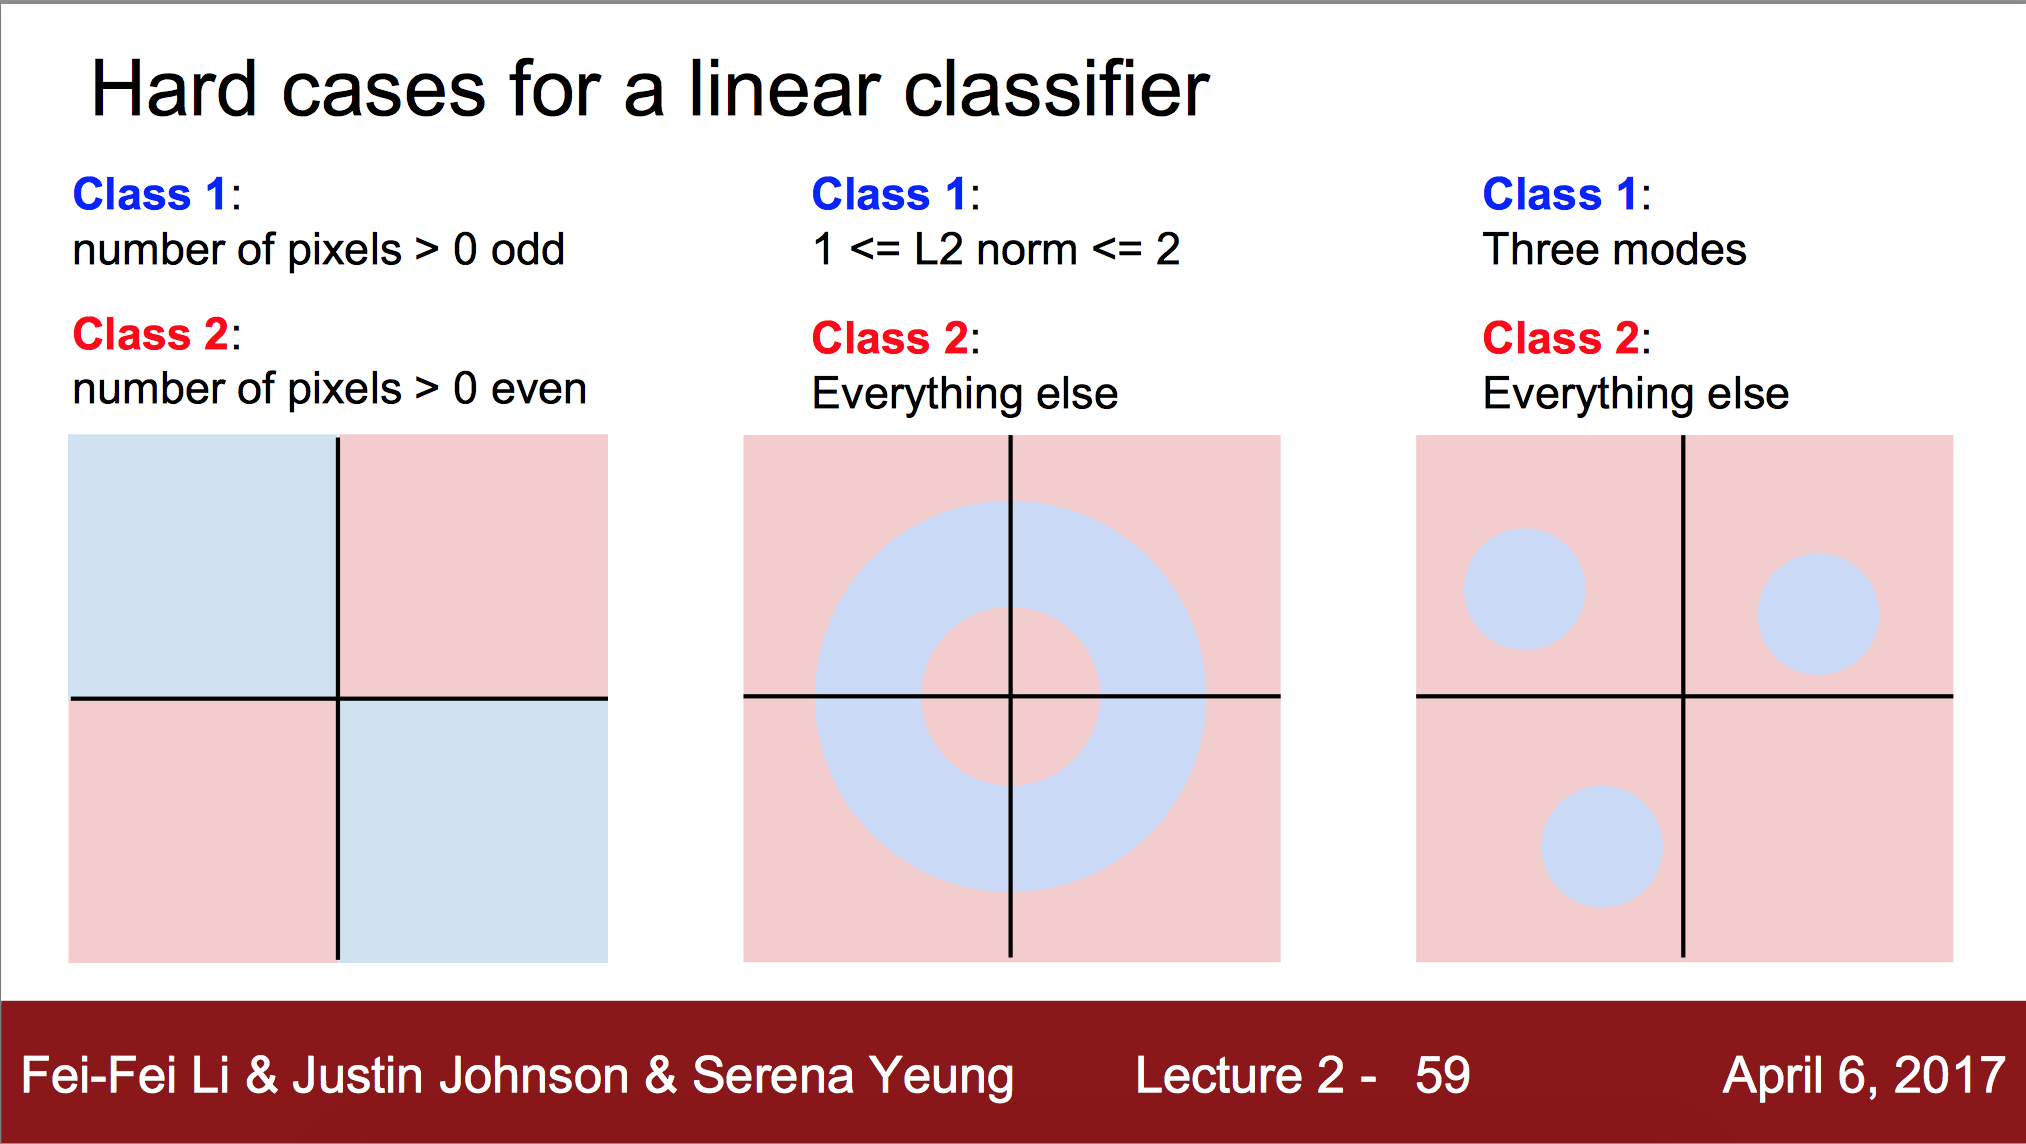 Hard cases for a linear classifier
Class 1:
number of pixels > 0 odd
Class 2:
number of pixels > 0 even
Class 1:
1 <= L2 norm <= 2
Class 2:
Everything else
Class 1:
Three modes
Class 2:
Everything else
Fei-Fei Li & Justin Johnson & Serena Yeung Lecture 2 - 59 April 6, 2017